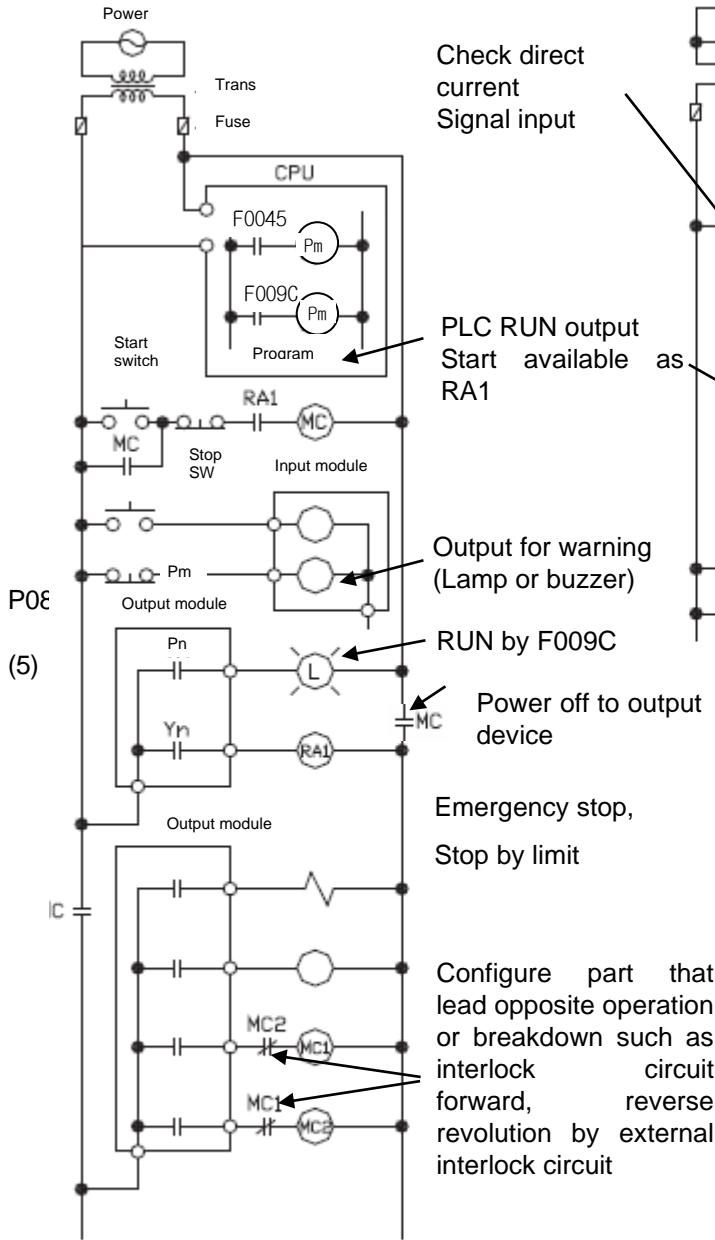 Power
Trans
Fuse
Check direct
current
Signal input
CPU
F0045
Pm
F009C
Pm
Program
PLC RUN output
Start available as
RA1
Start
switch
RA1
MC
MC
Stop
SW
Input module
Pm
Output for warning
(Lamp or buzzer)
P08
Output module
(5)
Pn
L
RUN by F009C
Power off to output
device
MC
Yn
RA1
Emergency stop,
Stop by limit
Output module
C
MC2
MC1
MC1
MC2
Configure part that
lead opposite operation
or breakdown such as
interlock circuit
forward, reverse
revolution by external
interlock circuit